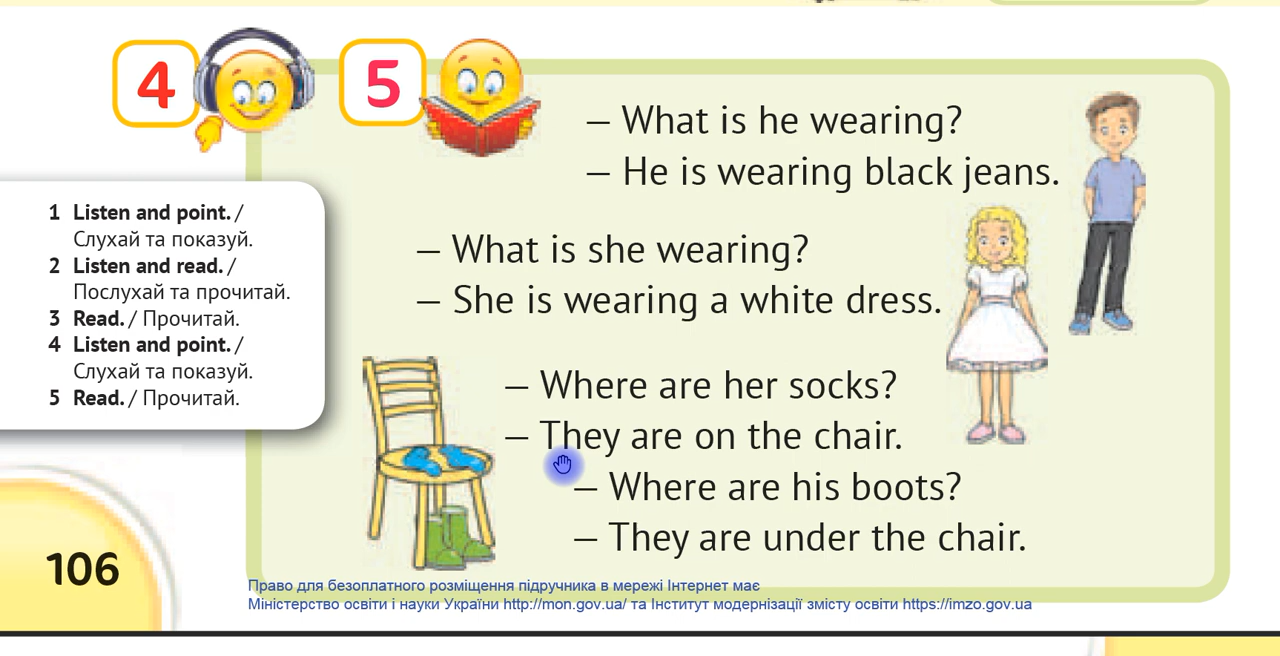 4
5
– What is he wearing?
– He is wearing black jeans.
– What is she wearing?
– She is wearing a white dress.
– Where are her socks?
– They are on the chair.
– Where are his boots?
– They are under the chair.
1 Listen and point. /
Слухай та показуй.
2 Listen and read. /
Послухай та прочитай.
3 Read. / Прочитай.
4 Listen and point. /
Слухай та показуй.
5 Read. / Прочитай.
106
Право для безоплатного розміщення підручника в мережі Інтернет має
Міністерство освіти і науки України http://mon.gov.ua/ та Інститут модернізації змісту освіти https://imzo.gov.ua